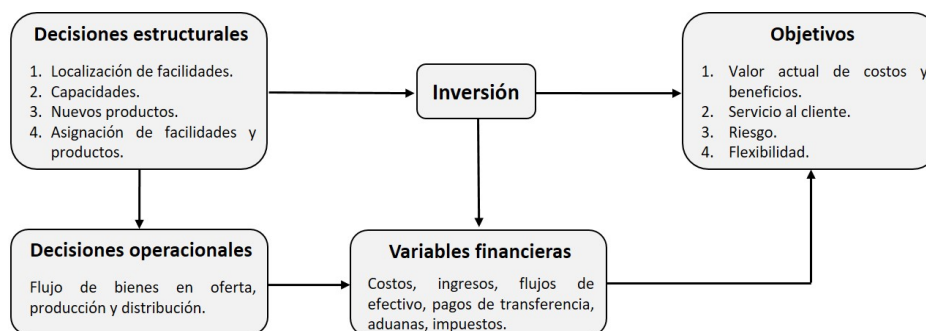 Decisiones estructurales
1. Localización de facilidades.
2. Capacidades.
3. Nuevos productos.
4. Asignación de facilidades y
productos.
Inversión
Objetivos
1. Valor actual de costos y
beneficios.
2. Servicio al cliente.
3. Riesgo.
4. Flexibilidad.
Decisiones operacionales
Flujo de bienes en oferta,
producción y distribución.
Variables financieras
Costos, ingresos, flujos de
efectivo, pagos de transferencia,
aduanas, impuestos.